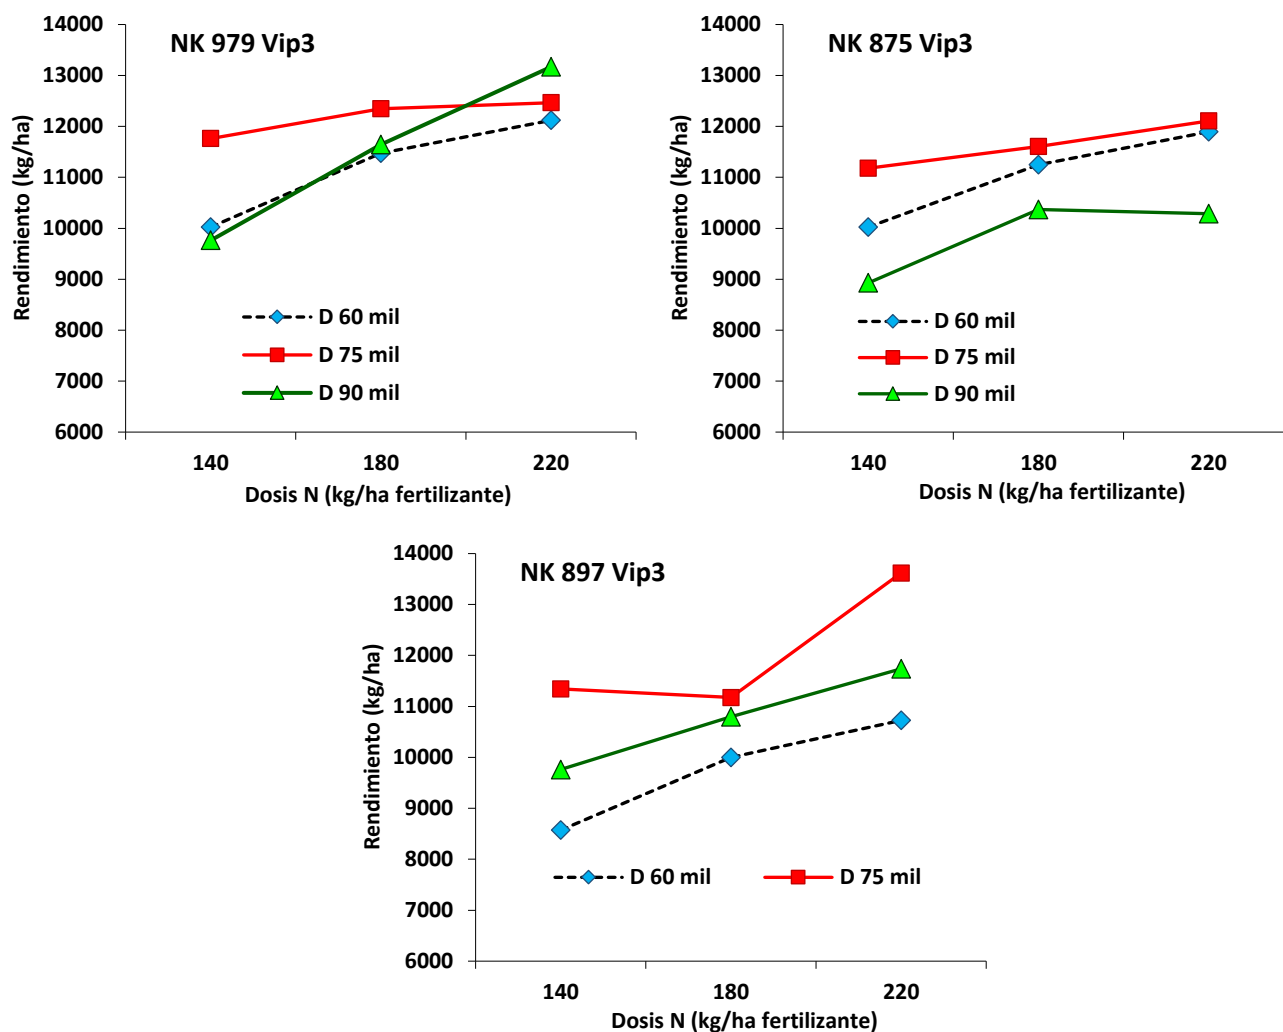 NK 979 Vip3
Rendimiento (kg/ha)
14000
13000
12000
11000
10000
9000
8000
7000
6000
D 60 mil
D 75 mil
D 90 mil
140 180 220
Dosis N (kg/ha fertilizante)
NK 875 Vip3
Rendimiento (kg/ha)
14000
13000
12000
11000
10000
9000
8000
7000
6000
D 60 mil
D 75 mil
D 90 mil
140 180 220
Dosis N (kg/ha fertilizante)
NK 897 Vip3
Rendimiento (kg/ha)
14000
13000
12000
11000
10000
9000
8000
7000
6000
D 60 mil D 75 mil
140 180 220
Dosis N (kg/ha fertilizante)